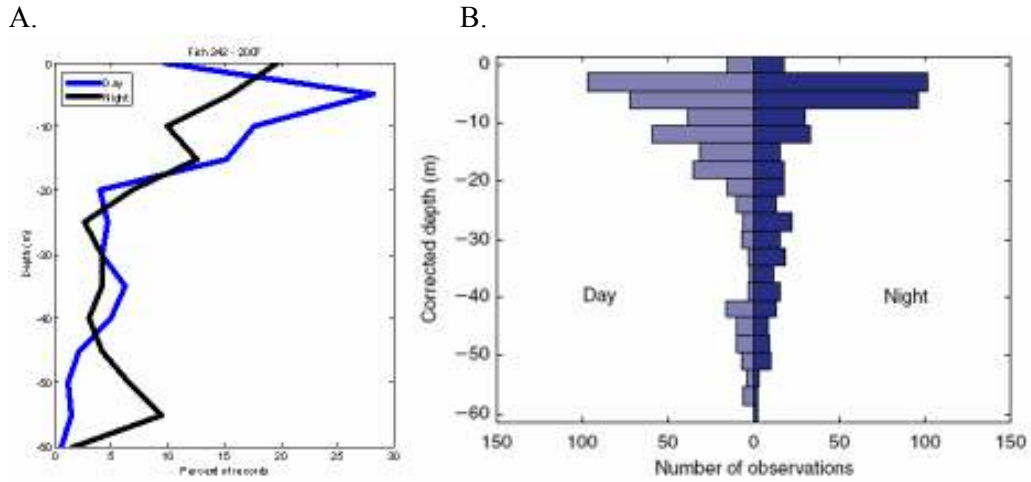 A.
B.
Fish 242 - 2007
Day
Night
0
-10
-20
-30
-40
-50
-60
Depth (m)
0
5
10
15
20
25
30
Percent of records
0
−10
−20
−30
−40
−50
−60
Corrected depth (m)
Day
Night
150
100
50
0
50
100
150
Number of observations